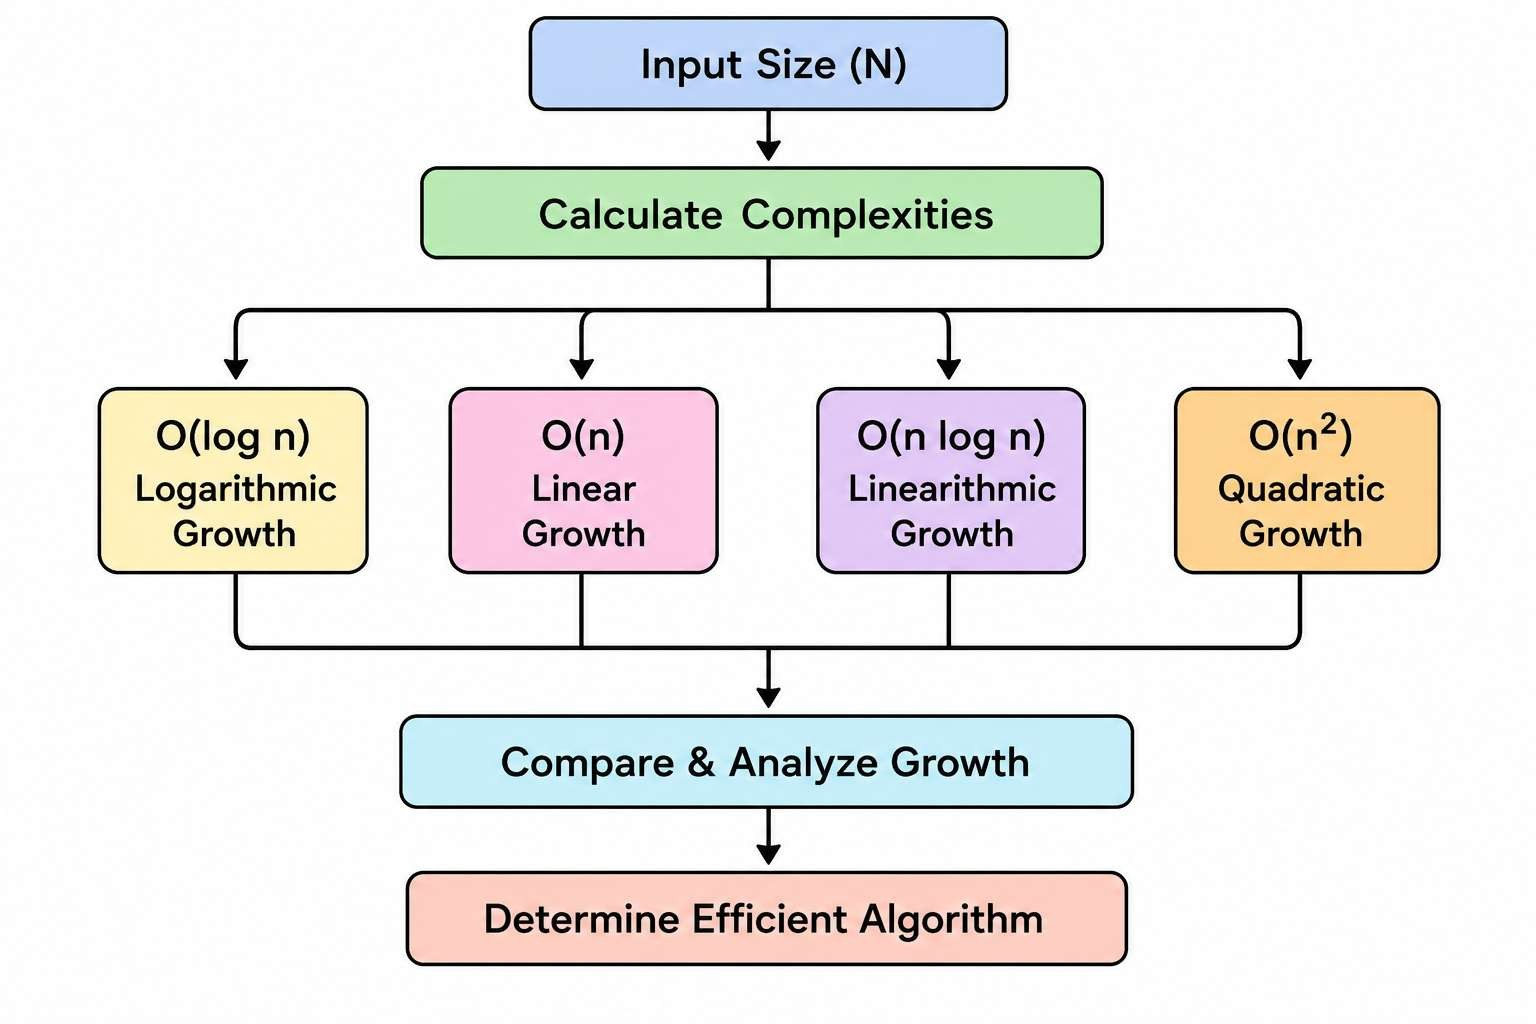 Input Size (N)
Calculate Complexities
O(log n)
Logarithmic
Growth
O(n)
Linear
Growth
O(n log n)
Linearithmic
Growth
O(n²)
Quadratic
Growth
Compare & Analyze Growth
Determine Efficient Algorithm